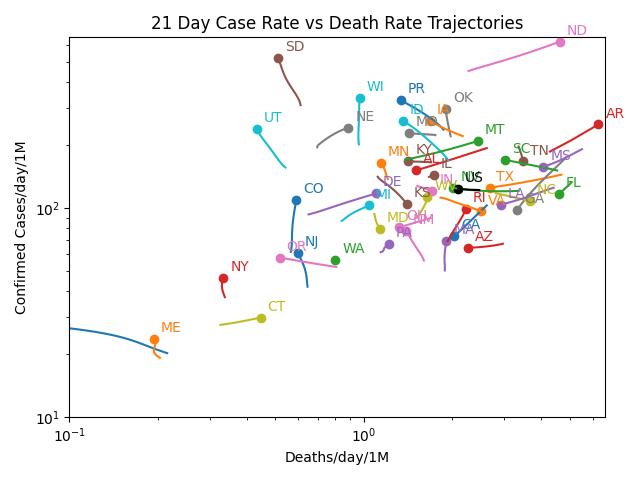 21 Day Case Rate vs Death Rate Trajectories
ND
SD
WI
PR
IA
OK
AR
UT
NE
ID
MO
MT
MN
KY
AL
IL
SC
TN
MS
DE
IN
WY
NV
US
TX
NC
FL
CO
MI
KS
VA
LA
GA
MD
OH
NM
RI
CA
MA
AZ
PA
NJ
OR
WA
NY
CT
ME
Confirmed Cases/day/1M
10²
10¹
10⁻¹
10⁰
Deaths/day/1M